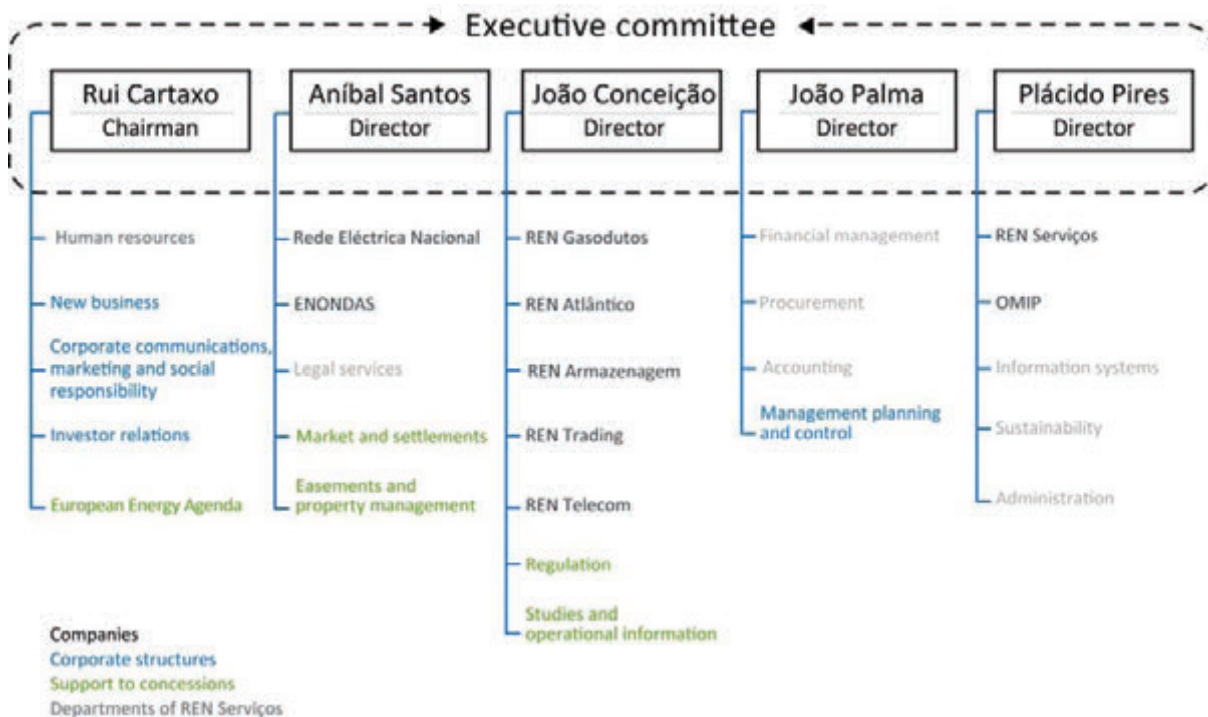 Executive committee
Rui Cartaxo
Chairman
Human resources
New business
Corporate communications,
marketing and social
responsibility
Investor relations
European Energy Agenda
Aníbal Santos
Director
Rede Eléctrica Nacional
ENONDAS
Legal services
Market and settlements
Easements and
property management
João Conceição
Director
REN Gasodutos
REN Atlântico
REN Armazenagem
REN Trading
REN Telecom
Regulation
Studies and
operational information
João Palma
Director
Financial management
Procurement
Accounting
Management planning
and control
Plácido Pires
Director
REN Serviços
OMIP
Information systems
Sustainability
Administration
Companies
Corporate structures
Support to concessions
Departments of REN Serviços